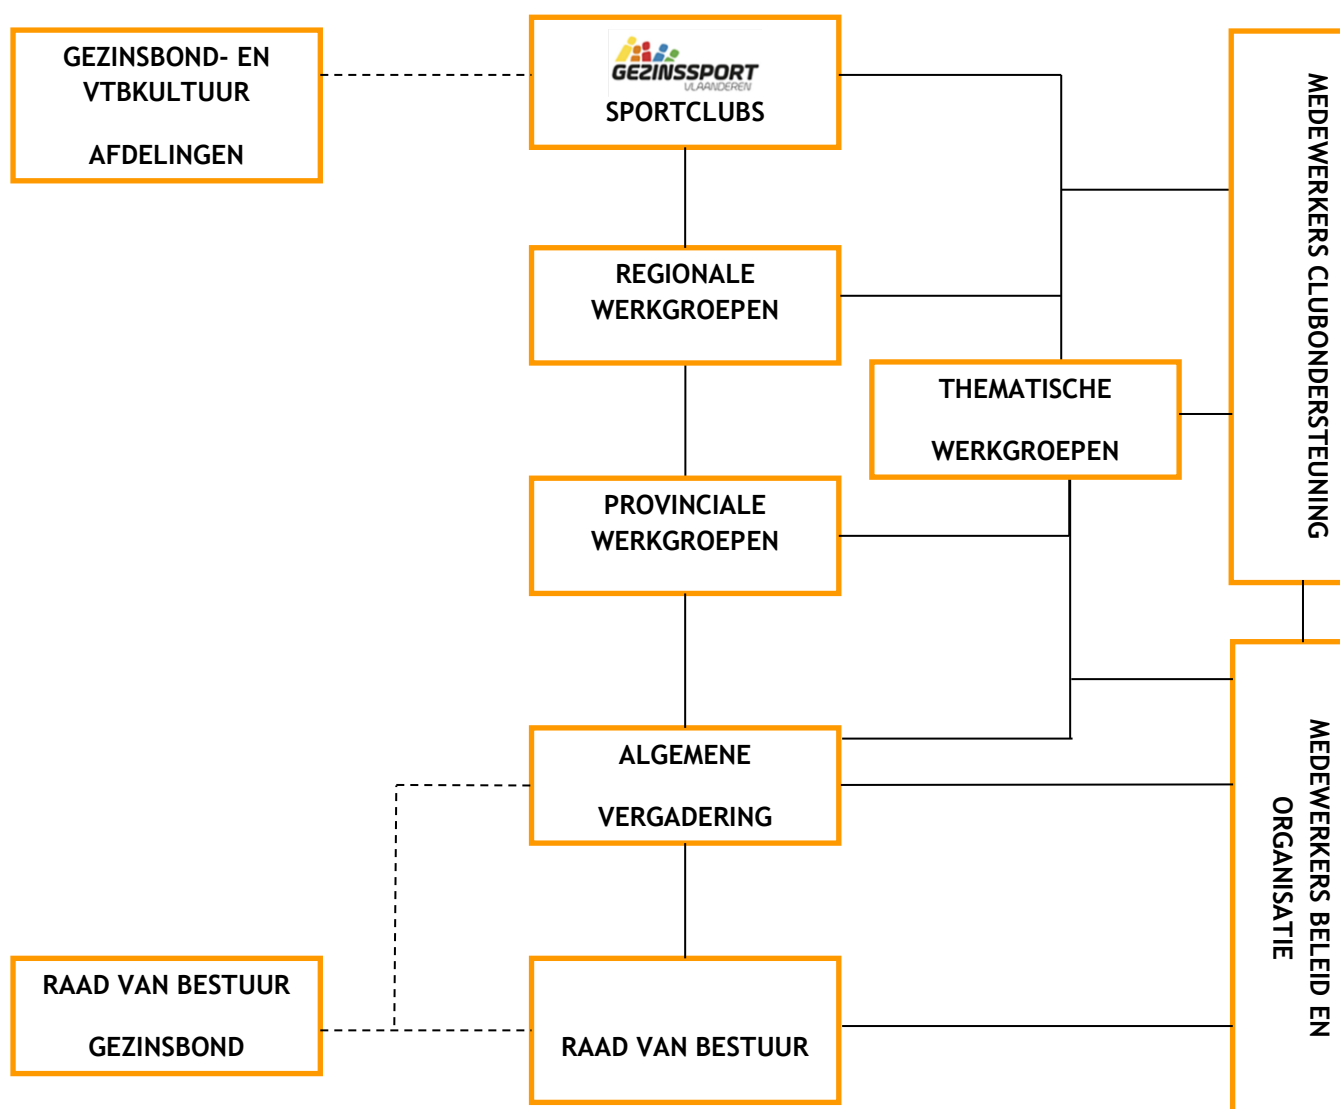 GEZINSBOND- EN
VTBKULTUUR
AFDELINGEN
GEZINSSPORT
VLAANDEREN
SPORTCLUBS
MEDEWERKERS CLUBONDERSTEUNING
REGIONALE
WERKGROEPEN
THEMATISCHE
WERKGROEPEN
PROVINCIALE
WERKGROEPEN
ALGEMENE
VERGADERING
MEDEWERKERS BELEID EN
ORGANISATIE
RAAD VAN BESTUUR
GEZINSBOND
RAAD VAN BESTUUR